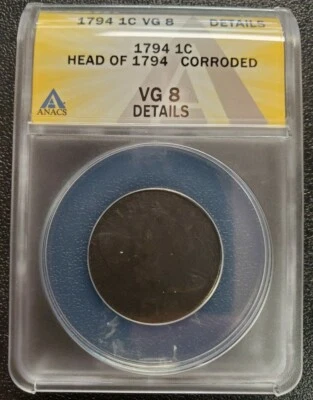 1794 1C VG 8 DETAILS
1794 1C
HEAD OF 1794 CORRODED
ANACS
VG 8
DETAILS